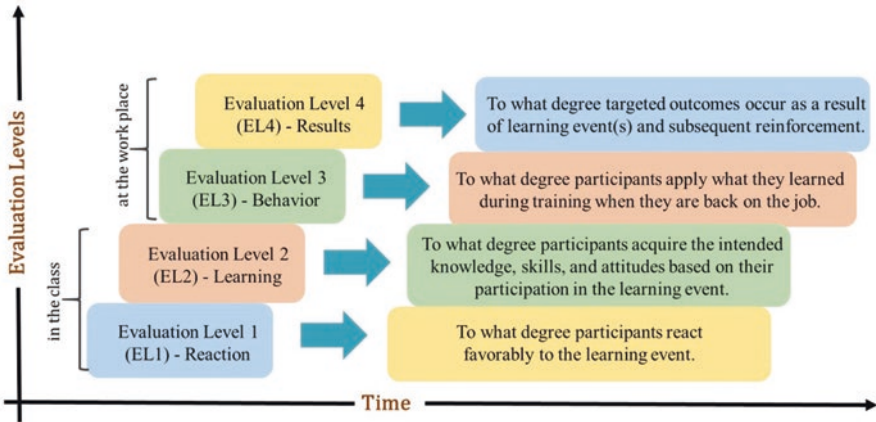 Evaluation Levels
at the work place
in the class
Evaluation Level 4
(EL4) - Results
To what degree targeted outcomes occur as a result
of learning event(s) and subsequent reinforcement.
Evaluation Level 3
(EL3) - Behavior
To what degree participants apply what they learned
during training when they are back on the job.
Evaluation Level 2
(EL2) - Learning
To what degree participants acquire the intended
knowledge, skills, and attitudes based on their
participation in the learning event.
Evaluation Level 1
(EL1) - Reaction
To what degree participants react
favorably to the learning event.
Time